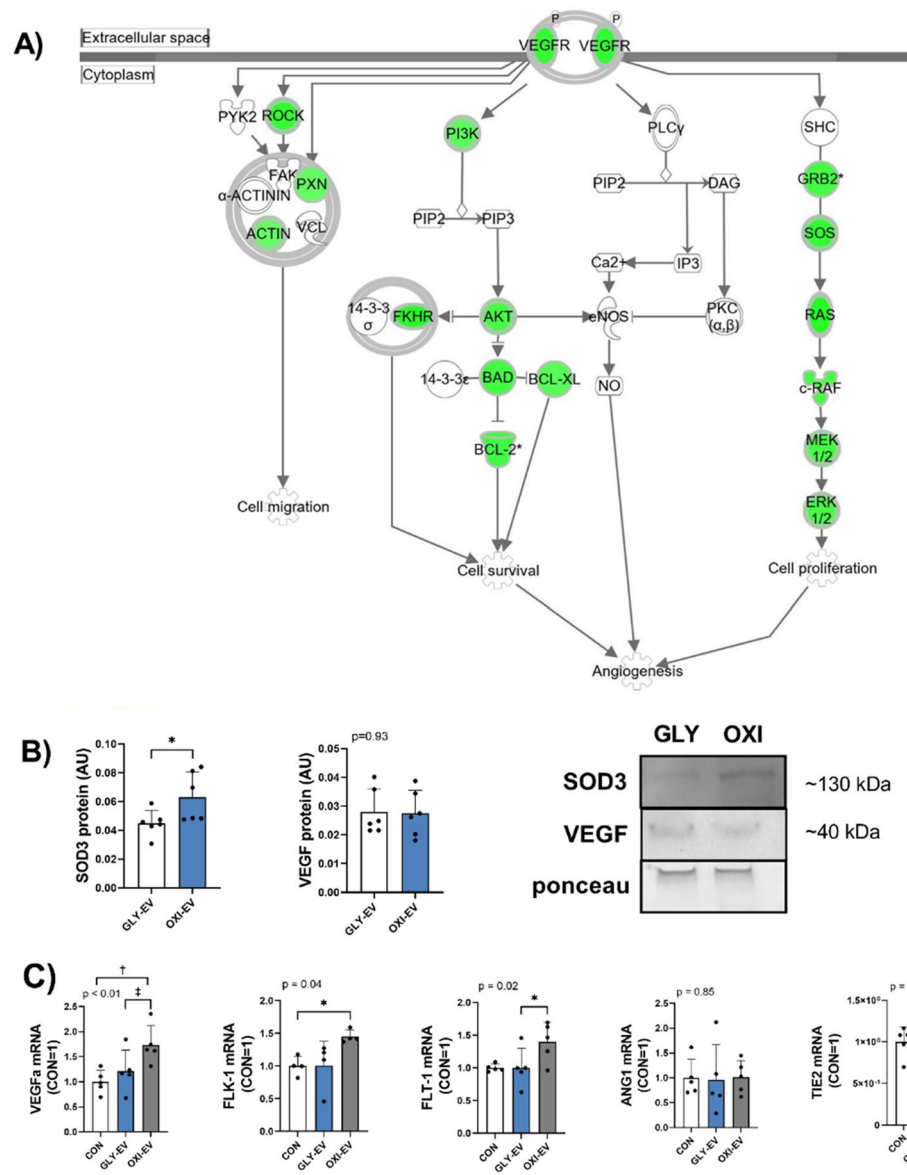 A)
Extracellular space
Cytoplasm
P
P
VEGFR
VEGFR
PYK2
ROCK
FAK
PXN
α-ACTININ
ACTIN
VCL
PI3K
PLCγ
SHC
PIP2
PIP3
PIP2
DAG
GRB2*
SOS
Ca2+
IP3
14-3-3
σ
FKHR
AKT
eNOS
PKC
(α,β)
RAS
14-3-3ε
BAD
BCL-XL
NO
c-RAF
BCL-2*
MEK
1/2
ERK
1/2
Cell migration
Cell survival
Cell proliferation
Angiogenesis
B)
SOD3 protein (AU)
0.10
0.08
0.06
0.04
0.02
0.00
*
GLY-EV
OXI-EV
VEGF protein (AU)
p=0.93
0.05
0.04
0.03
0.02
0.01
0.00
GLY-EV
OXI-EV
GLY OXI
SOD3
~130 kDa
VEGF
~40 kDa
ponceau
C)
VEGFa mRNA
(CON=1)
†
p < 0.01
‡
2.5
2.0
1.5
1.0
0.5
0.0
CON
GLY-EV
OXI-EV
FLK-1 mRNA
(CON=1)
p = 0.04
*
2.0
1.5
1.0
0.5
0.0
CON
GLY-EV
OXI-EV
FLT-1 mRNA
(CON=1)
p = 0.02
*
2.5
2.0
1.5
1.0
0.5
0.0
CON
GLY-EV
OXI-EV
ANG1 mRNA
(CON=1)
p = 0.85
2.5
2.0
1.5
1.0
0.5
0.0
CON
GLY-EV
OXI-EV
TIE2 mRNA
(CON=1)
p =
1.5×10⁰
1×10⁰
5×10⁻¹
0
CON